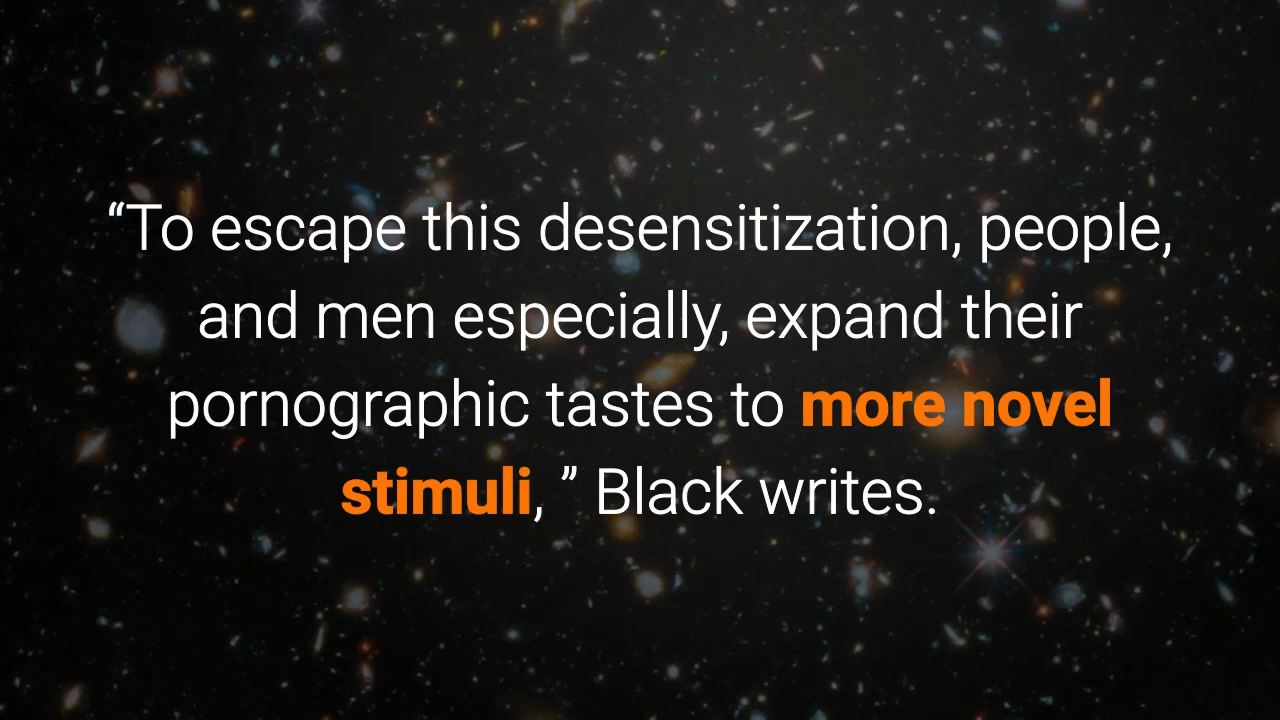 “To escape this desensitization, people,
and men especially, expand their
pornographic tastes to more novel
stimuli, ” Black writes.